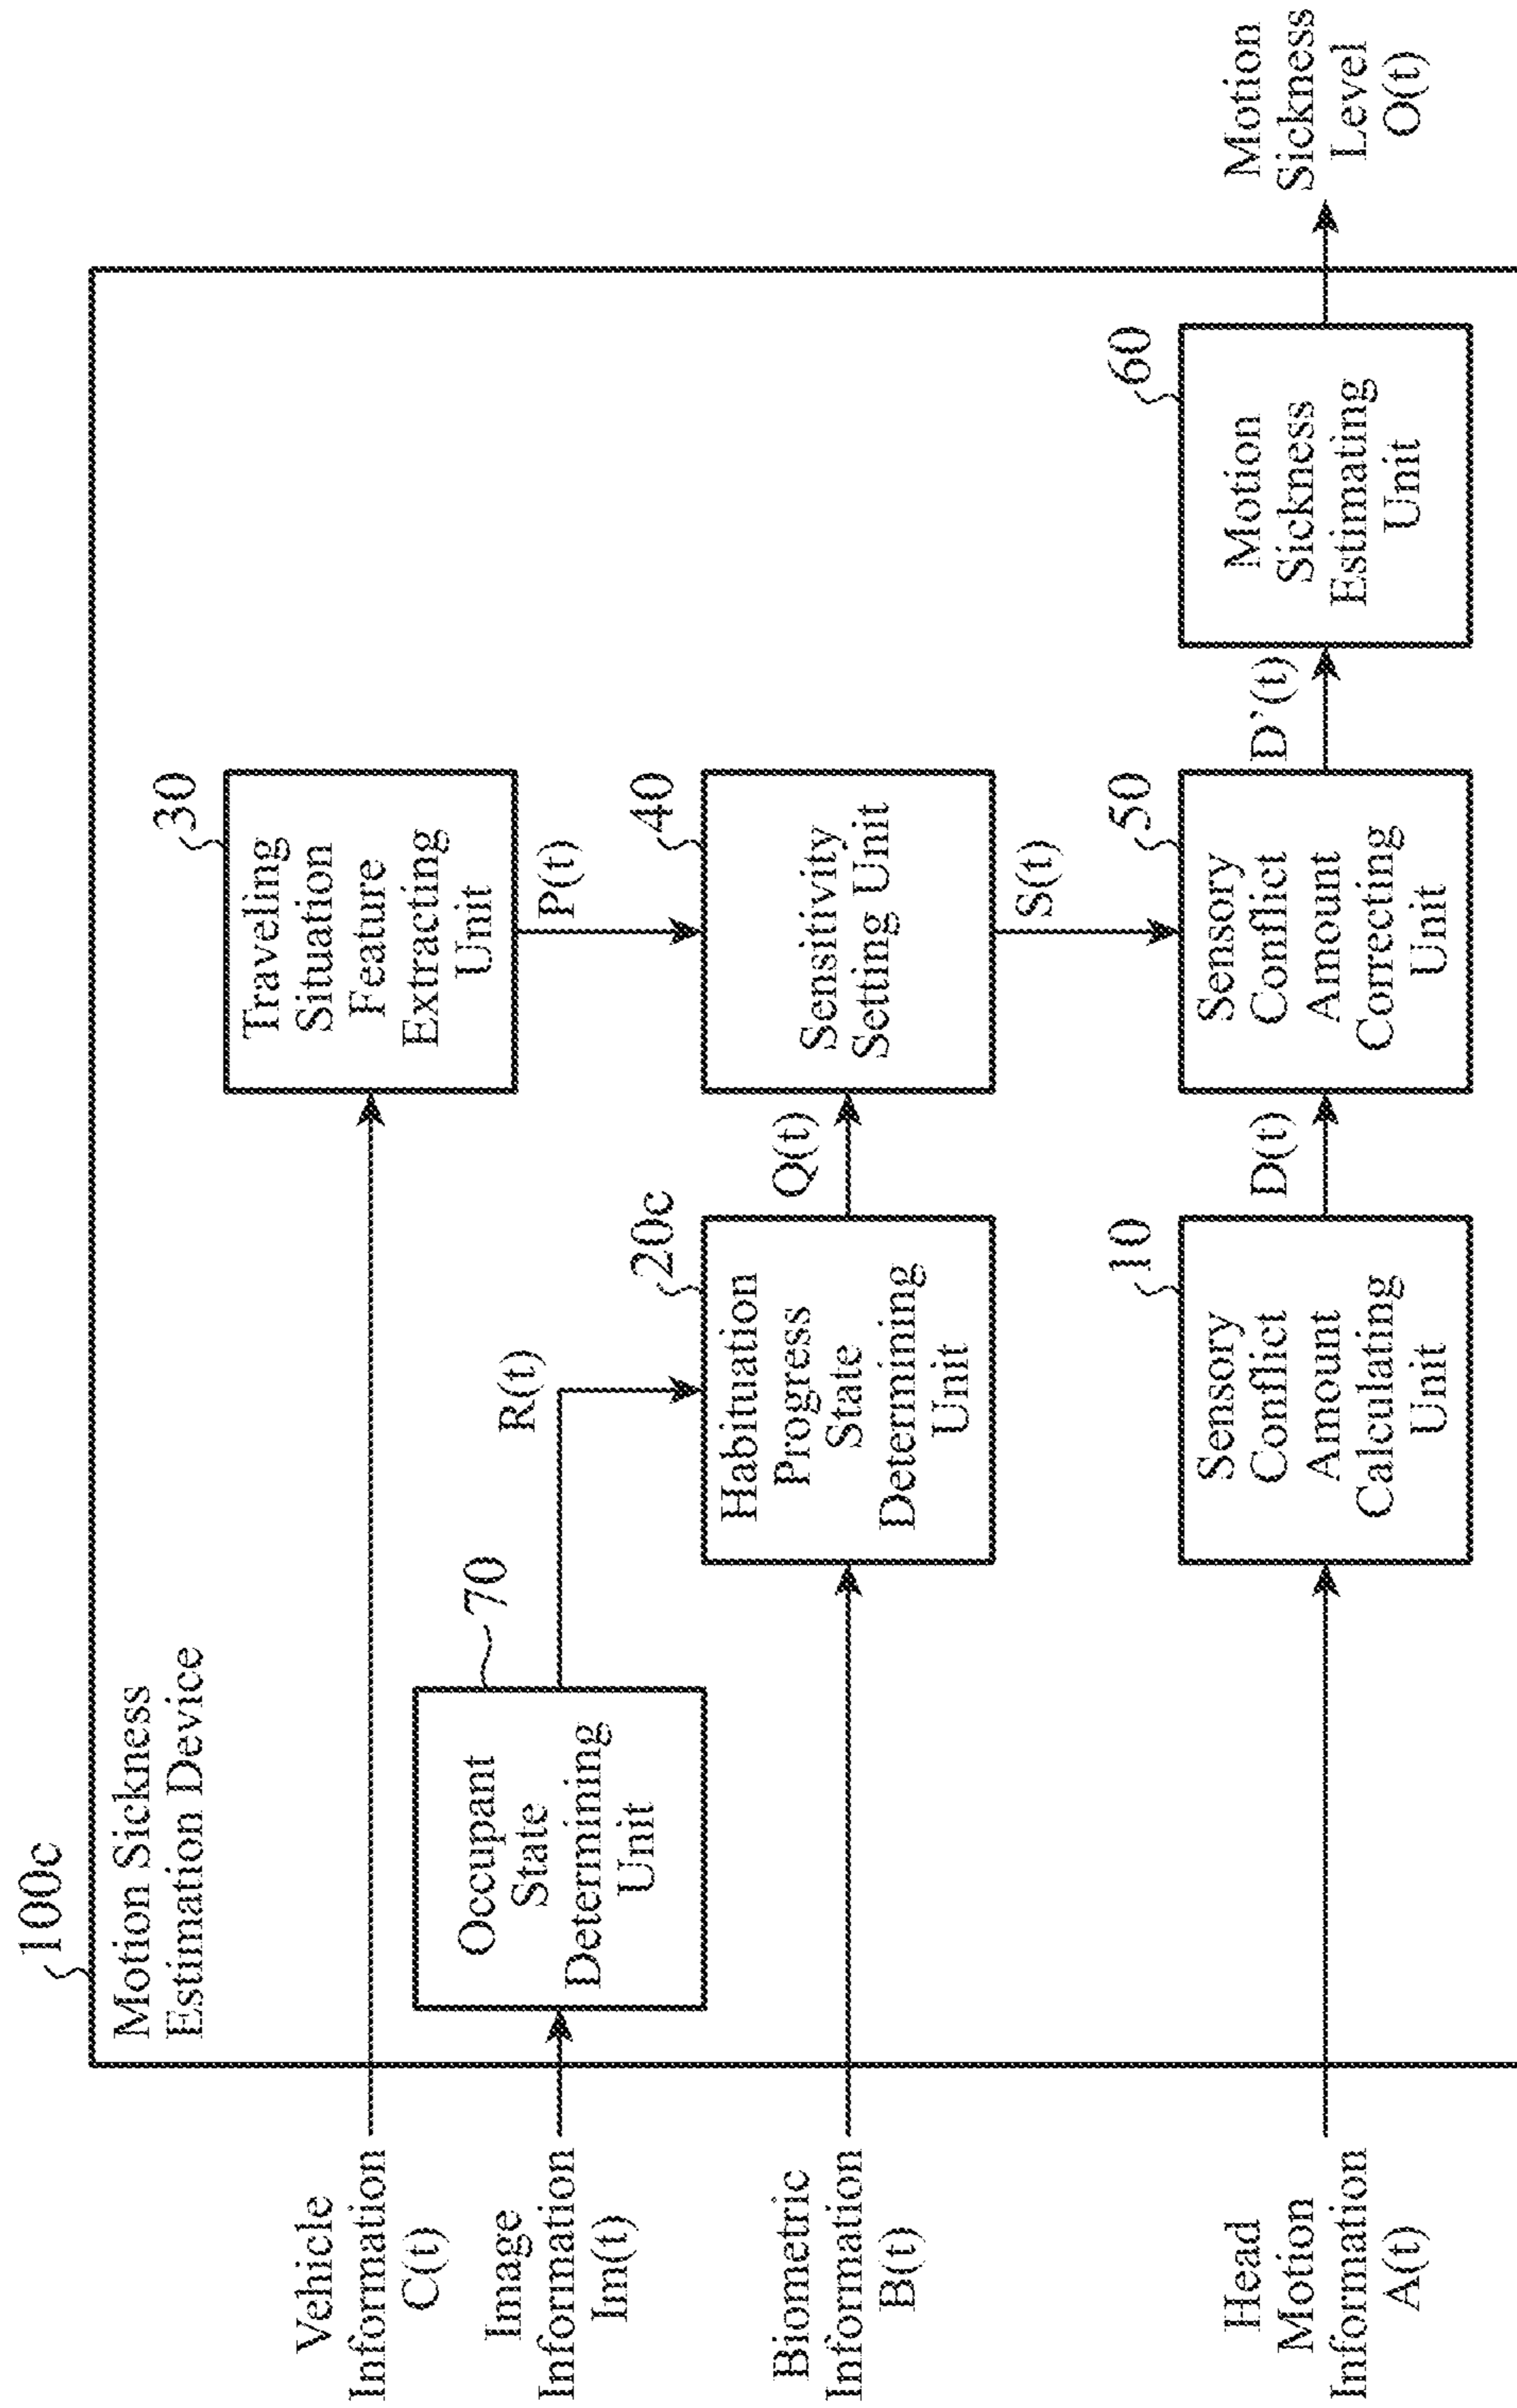 100c
Motion Sickness
Estimation Device
Vehicle
Information
C(t)
Image
Information
Im(t)
Biometric
Information
B(t)
Head
Motion
Information
A(t)
70
Occupant
State
Determining
Unit
R(t)
20c
Habituation
Progress
State
Determining
Unit
Q(t)
10
Sensory
Conflict
Amount
Calculating
Unit
D(t)
30
Traveling
Situation
Feature
Extracting
Unit
P(t)
40
Sensitivity
Setting Unit
S(t)
50
Sensory
Conflict
Amount
Correcting
Unit
D'(t)
60
Motion
Sickness
Estimating
Unit
Motion
Sickness
Level
O(t)